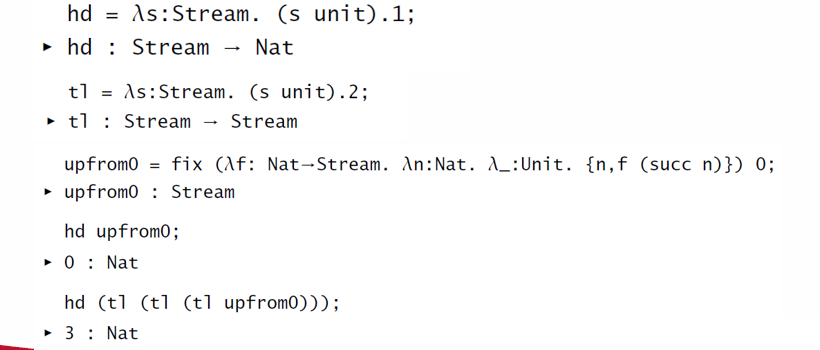 hd = λs:Stream. (s unit).1;
▸ hd : Stream → Nat
tl = λs:Stream. (s unit).2;
▸ tl : Stream → Stream
upfrom0 = fix (λf: Nat→Stream. λn:Nat. λ_:Unit. {n,f (succ n)}) 0;
▸ upfrom0 : Stream
hd upfrom0;
▸ 0 : Nat
hd (tl (tl (tl upfrom0)));
▸ 3 : Nat